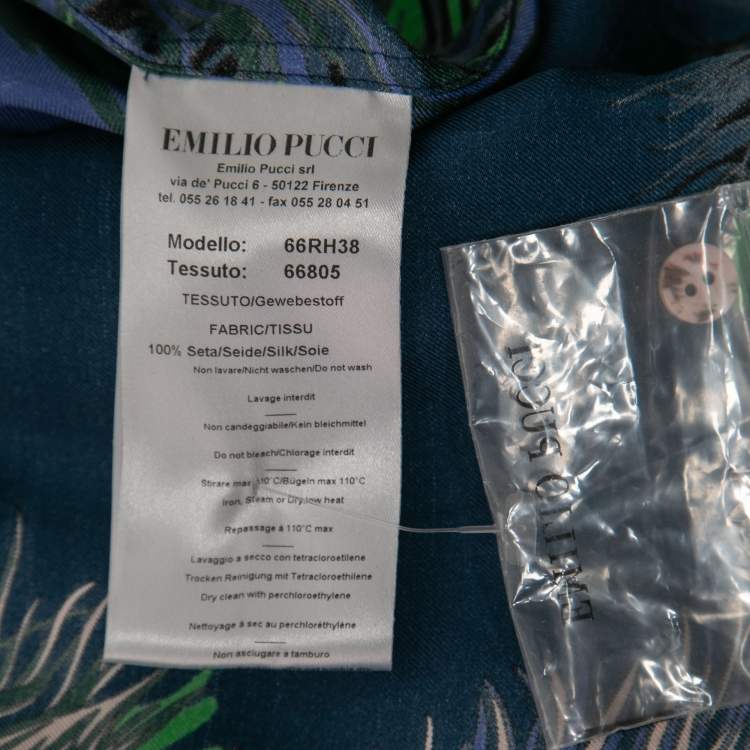 EMILIO PUCCI
Emilio Pucci srl
via de' Pucci 6 - 50122 Firenze
tel. 055 26 18 41 - fax 055 28 04 51
Modello: 66RH38
Tessuto: 66805
TESSUTO/Gewebestoff
FABRIC/TISSU
100% Seta/Seide/Silk/Soie
Non lavare/Nicht waschen/Do not wash
Lavage interdit
Non candeggiabile/Kein bleichmittel
Do not bleach/Chlorage interdit
Stirare max 110°C/Bügeln max 110°C
Iron, Steam or Dry,low heat
Repassage à 110°C max
Lavaggio a secco con tetracloroetilene
Trocken Reinigung mit Tetracloroethilene
Dry clean with perchloroethylene
Nettoyage à sec au perchloréthylène
Non asciugare a tamburo
EMILIO PUCCI